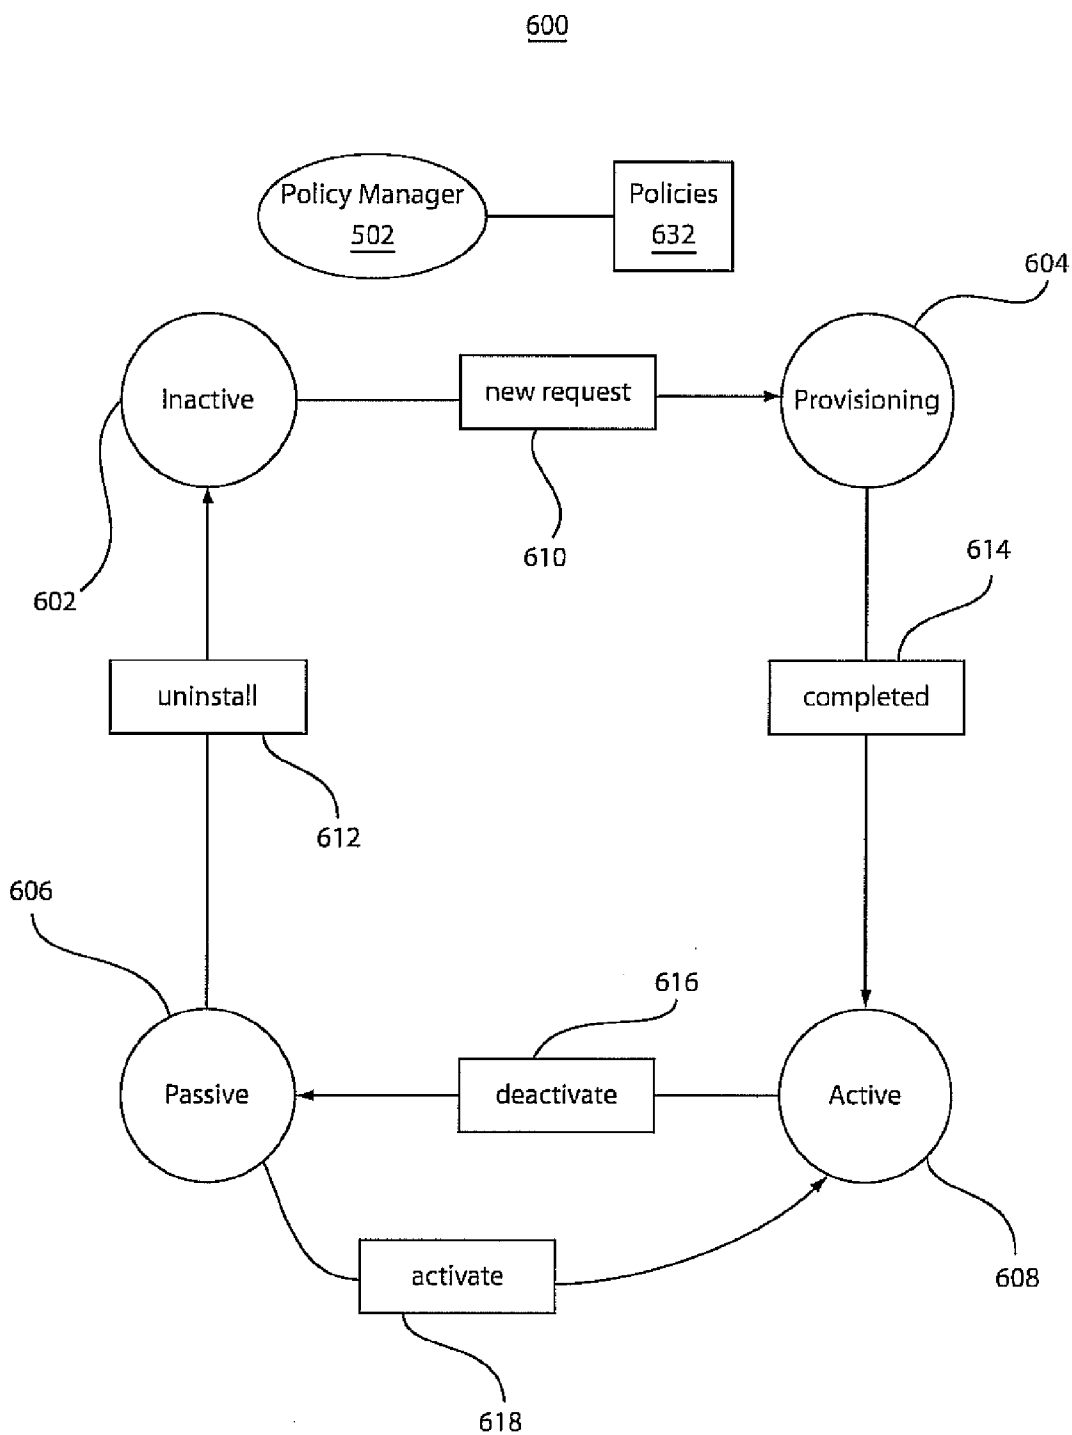 600
Policy Manager
502
Policies
632
604
Inactive
new request
Provisioning
610
614
602
uninstall
completed
612
606
616
Passive
deactivate
Active
activate
608
618